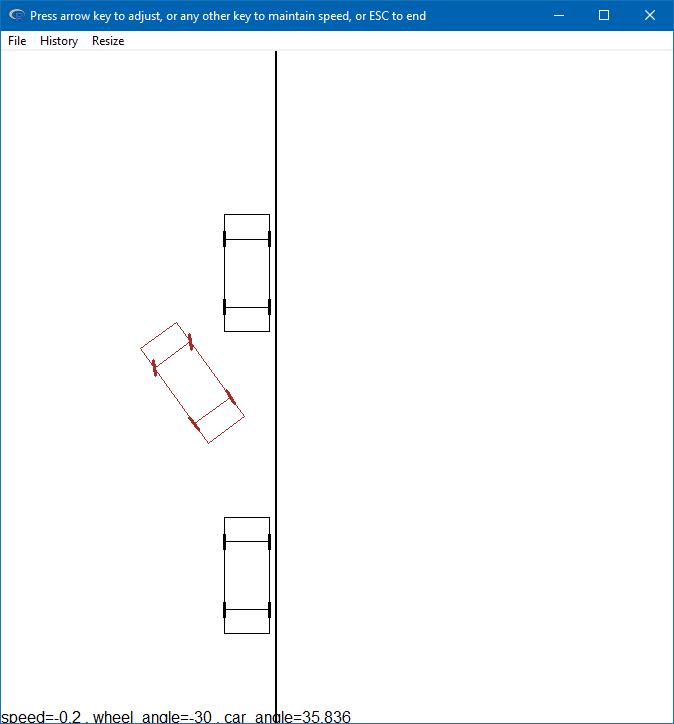 Press arrow key to adjust, or any other key to maintain speed, or ESC to end
File History Resize
speed=-0.2 , wheel_angle=-30 , car_angle=35.836